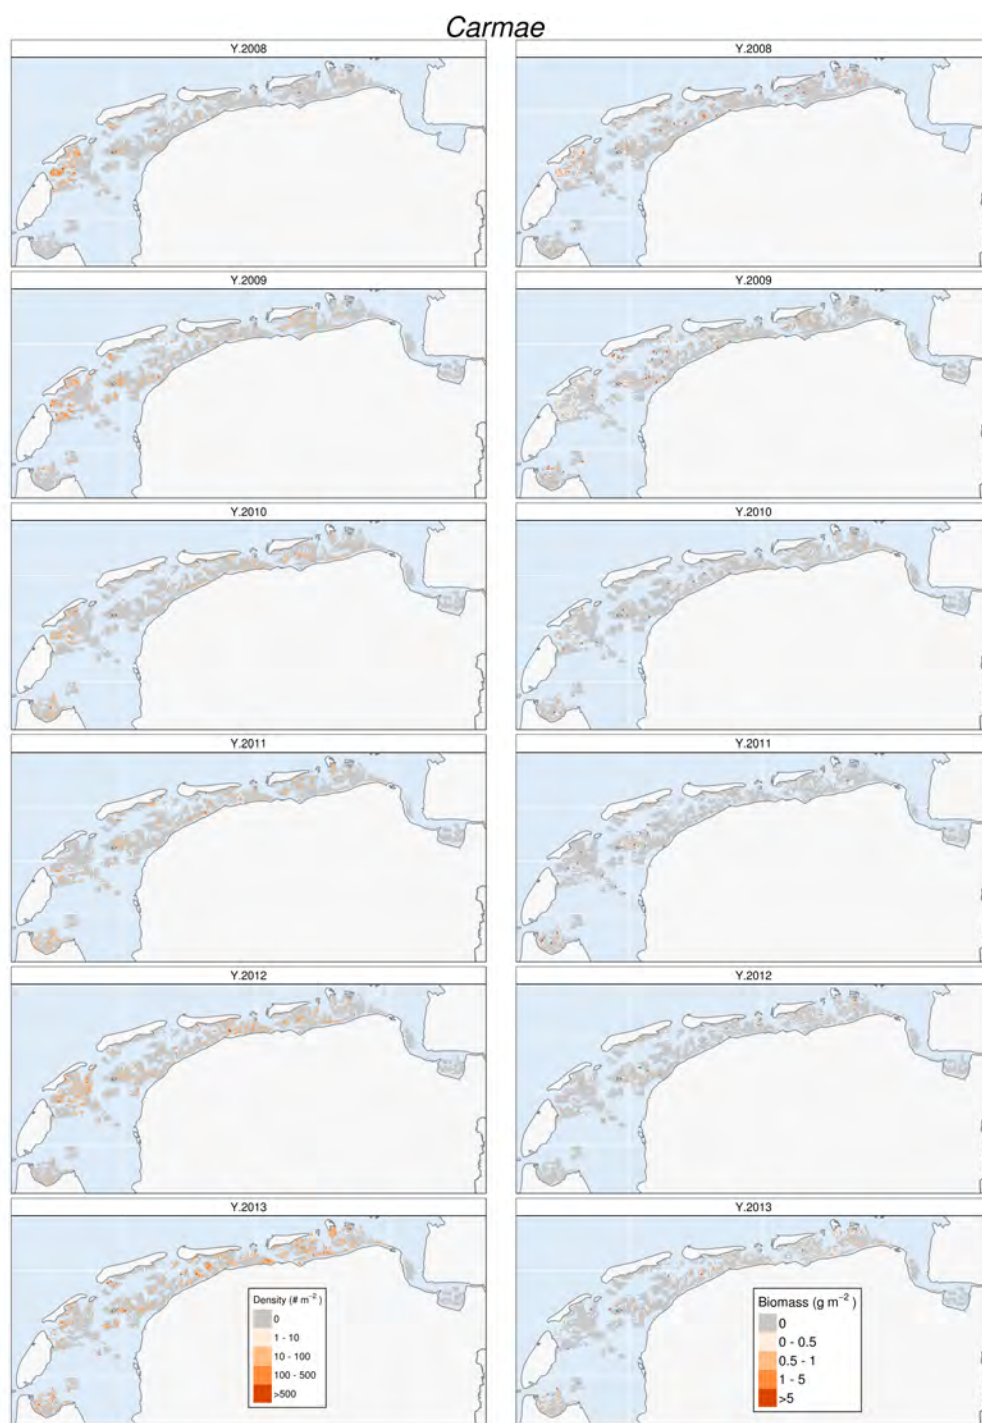 Carmae
Y.2008
Y.2008
Y.2009
Y.2009
Y.2010
Y.2010
Y.2011
Y.2011
Y.2012
Y.2012
Y.2013
Y.2013
Density (# m⁻²)
0
1 - 10
10 - 100
100 - 500
>500
Biomass (g m⁻²)
0
0 - 0.5
0.5 - 1
1 - 5
>5